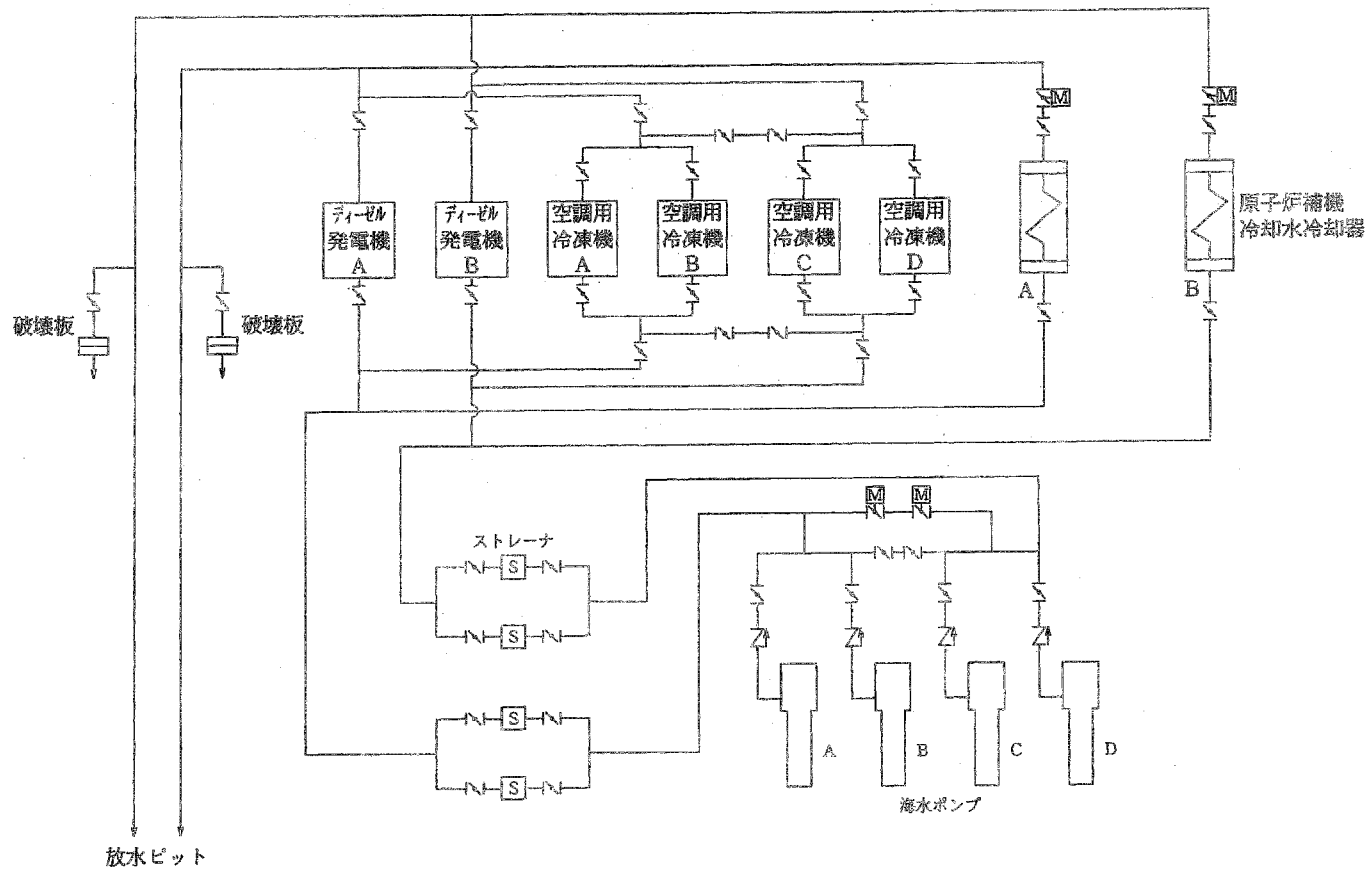 M
M
ディーゼル
発電機
A
ディーゼル
発電機
B
空調用
冷凍機
A
空調用
冷凍機
B
空調用
冷凍機
C
空調用
冷凍機
D
A
B
原子炉補機
冷却水冷却器
破壊板
破壊板
M
M
ストレーナ
S
S
S
S
A
B
C
D
海水ポンプ
放水ピット